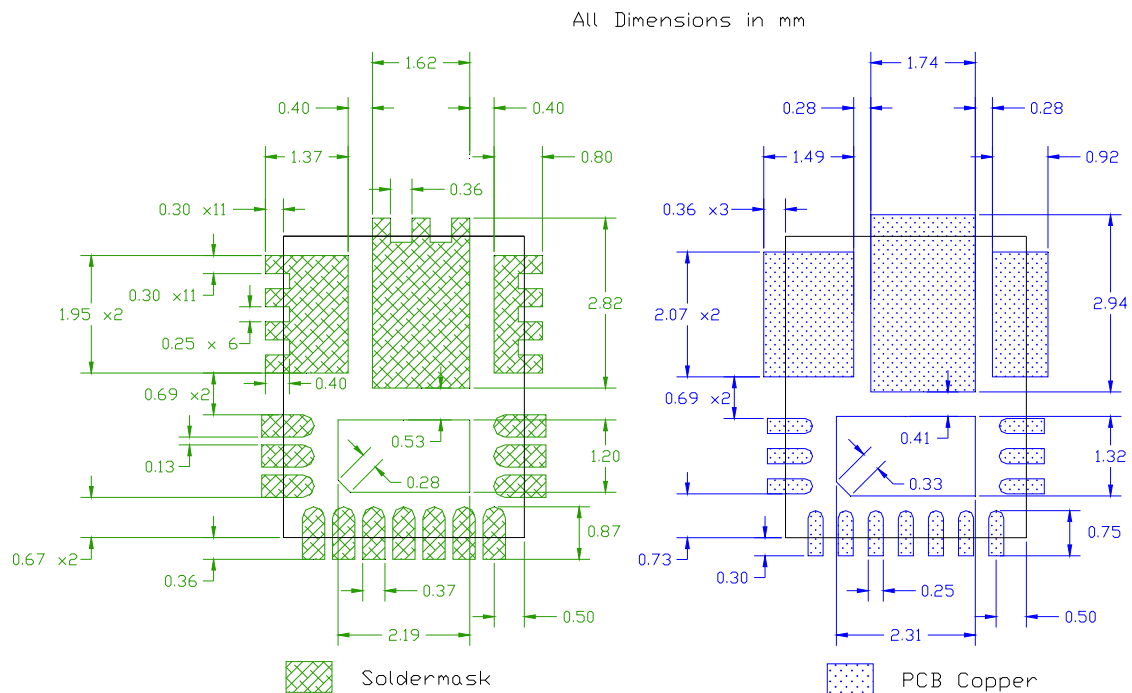 All Dimensions in mm
1.62
1.74
0.40
0.40
0.28
0.28
1.37
0.80
1.49
0.92
0.36
0.30 x11
0.36 x3
0.30 x11
1.95 x2
2.82
2.07 x2
2.94
0.25 x 6
0.40
0.69 x2
0.69 x2
0.53
0.41
1.20
1.32
0.13
0.28
0.33
0.87
0.75
0.67 x2
0.73
0.36
0.30
0.37
0.25
0.50
0.50
2.19
2.31
Soldermask
PCB Copper